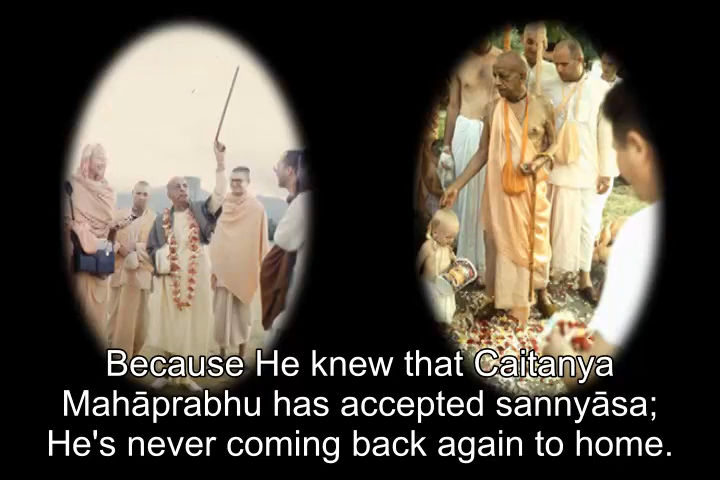 Because He knew that Caitanya
Mahāprabhu has accepted sannyāsa;
He's never coming back again to home.